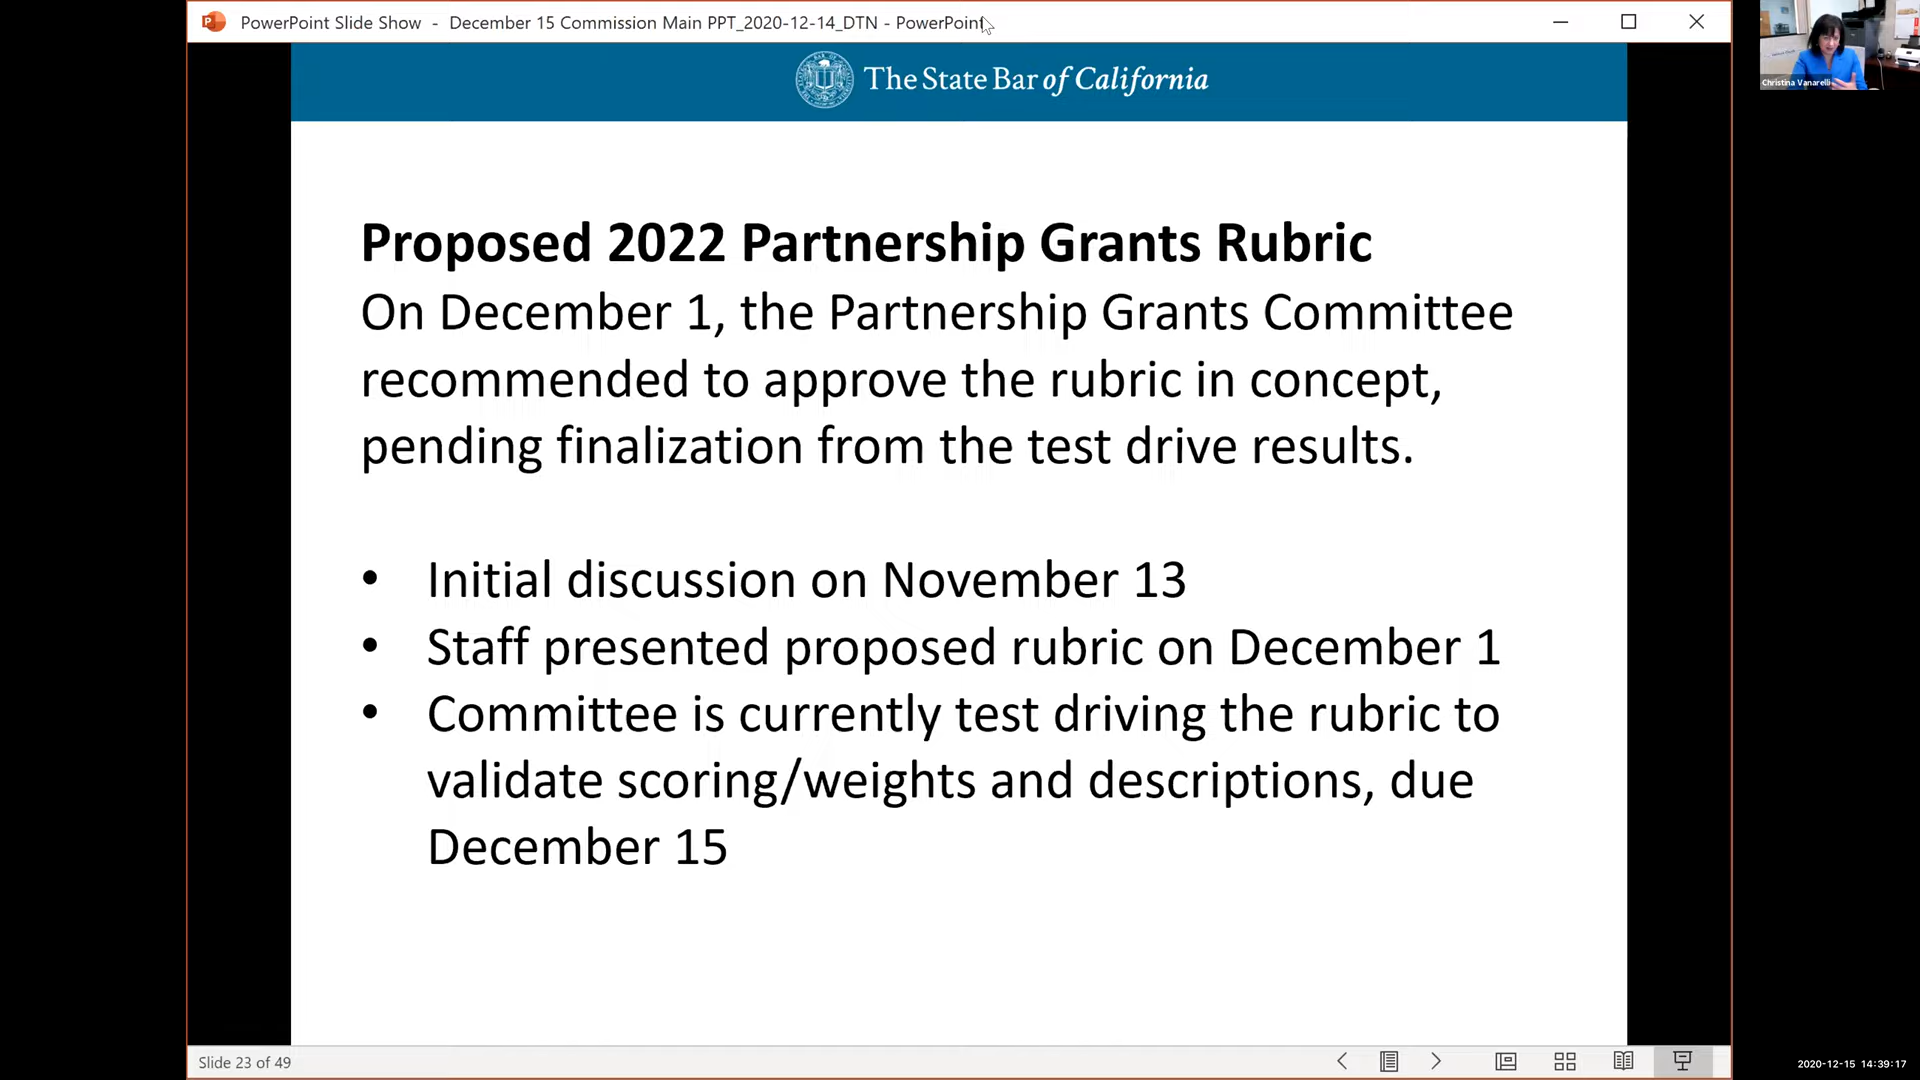 PowerPoint Slide Show - December 15 Commission Main PPT_2020-12-14_DTN - PowerPoint
The State Bar of California
Christina Vanarelli
Proposed 2022 Partnership Grants Rubric
On December 1, the Partnership Grants Committee
recommended to approve the rubric in concept,
pending finalization from the test drive results.
• Initial discussion on November 13
• Staff presented proposed rubric on December 1
• Committee is currently test driving the rubric to
validate scoring/weights and descriptions, due
December 15
Slide 23 of 49
2020-12-15 14:39:17